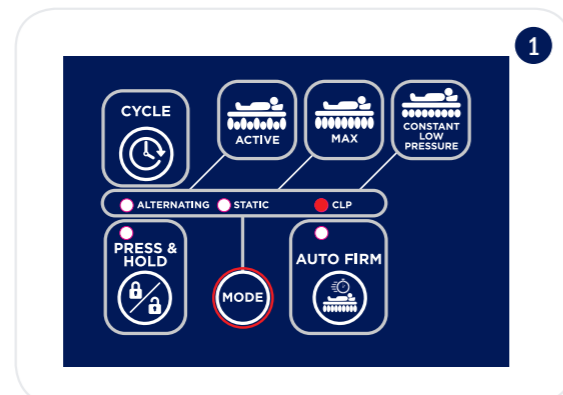 1
CYCLE
ACTIVE
MAX
CONSTANT
LOW
PRESSURE
ALTERNATING
STATIC
CLP
PRESS &
HOLD
MODE
AUTO FIRM